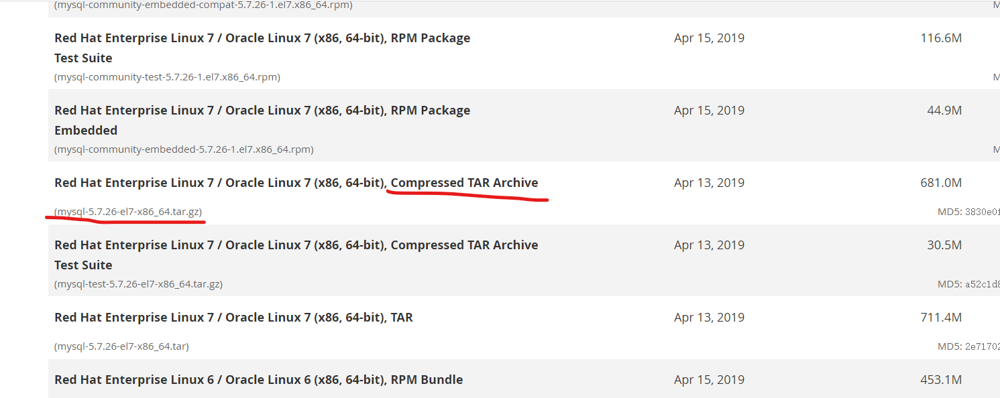 (mysql-community-embedded-compat-5.7.26-1.el7.x86_64.rpm)
Red Hat Enterprise Linux 7 / Oracle Linux 7 (x86, 64-bit), RPM Package Apr 15, 2019 116.6M
Test Suite
(mysql-community-test-5.7.26-1.el7.x86_64.rpm)
Red Hat Enterprise Linux 7 / Oracle Linux 7 (x86, 64-bit), RPM Package Apr 15, 2019 44.9M
Embedded
(mysql-community-embedded-5.7.26-1.el7.x86_64.rpm)
Red Hat Enterprise Linux 7 / Oracle Linux 7 (x86, 64-bit), Compressed TAR Archive Apr 13, 2019 681.0M
(mysql-5.7.26-el7-x86_64.tar.gz) MD5: 3830e0f
Red Hat Enterprise Linux 7 / Oracle Linux 7 (x86, 64-bit), Compressed TAR Archive Apr 13, 2019 30.5M
Test Suite
(mysql-test-5.7.26-el7-x86_64.tar.gz) MD5: a52c1d8
Red Hat Enterprise Linux 7 / Oracle Linux 7 (x86, 64-bit), TAR Apr 13, 2019 711.4M
(mysql-5.7.26-el7-x86_64.tar) MD5: 2e71702
Red Hat Enterprise Linux 6 / Oracle Linux 6 (x86, 64-bit), RPM Bundle Apr 15, 2019 453.1M